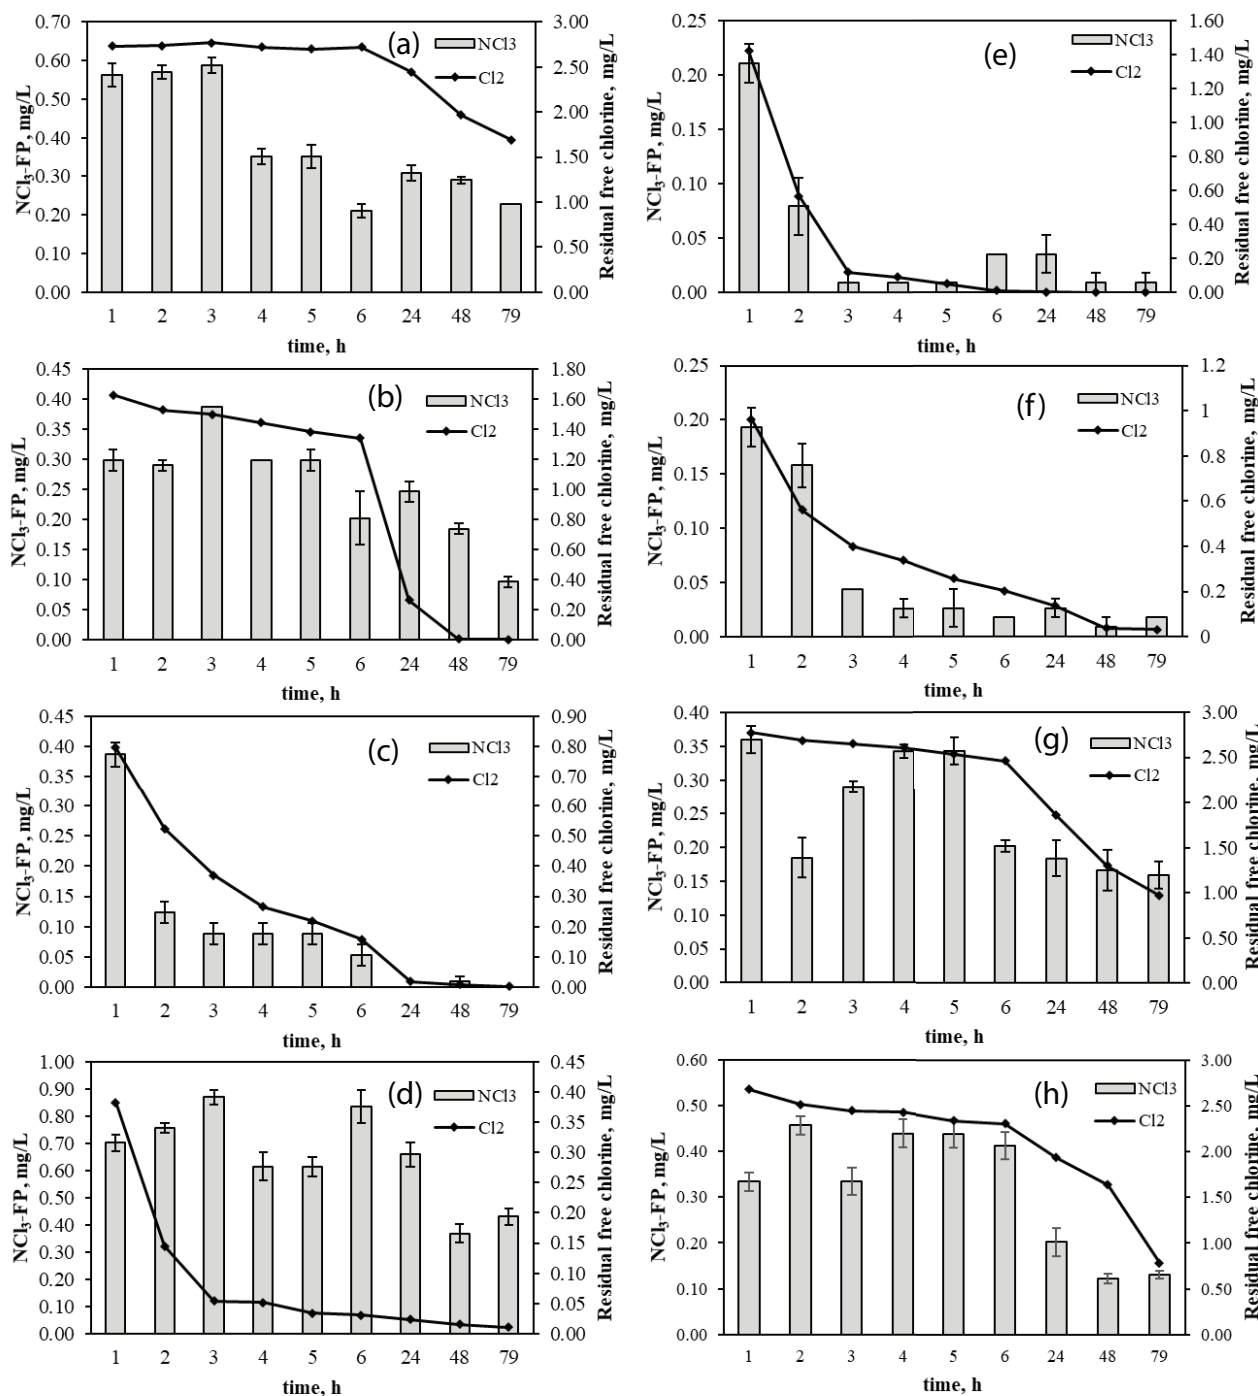 (a)
NCl3
Cl2
NCl₃-FP, mg/L
0.70
0.60
0.50
0.40
0.30
0.20
0.10
0.00
3.00
2.50
2.00
1.50
1.00
0.50
0.00
Residual free chlorine, mg/L
1 2 3 4 5 6 24 48 79
time, h
(e)
NCl3
Cl2
NCl₃-FP, mg/L
0.25
0.20
0.15
0.10
0.05
0.00
1.60
1.40
1.20
1.00
0.80
0.60
0.40
0.20
0.00
Residual free chlorine, mg/L
1 2 3 4 5 6 24 48 79
time, h
(b)
NCl3
Cl2
NCl₃-FP, mg/L
0.45
0.40
0.35
0.30
0.25
0.20
0.15
0.10
0.05
0.00
1.80
1.60
1.40
1.20
1.00
0.80
0.60
0.40
0.20
0.00
Residual free chlorine, mg/L
1 2 3 4 5 6 24 48 79
time, h
(f)
NCl3
Cl2
NCl₃-FP, mg/L
0.25
0.20
0.15
0.10
0.05
0.00
1.2
1
0.8
0.6
0.4
0.2
0
Residual free chlorine, mg/L
1 2 3 4 5 6 24 48 79
time, h
(c)
NCl3
Cl2
NCl₃-FP, mg/L
0.45
0.40
0.35
0.30
0.25
0.20
0.15
0.10
0.05
0.00
0.90
0.80
0.70
0.60
0.50
0.40
0.30
0.20
0.10
0.00
Residual free chlorine, mg/L
1 2 3 4 5 6 24 48 79
time, h
(g)
NCl3
Cl2
NCl₃-FP, mg/L
0.40
0.35
0.30
0.25
0.20
0.15
0.10
0.05
0.00
3.00
2.50
2.00
1.50
1.00
0.50
0.00
Residual free chlorine, mg/L
1 2 3 4 5 6 24 48 79
time, h
(d)
NCl3
Cl2
NCl₃-FP, mg/L
1.00
0.90
0.80
0.70
0.60
0.50
0.40
0.30
0.20
0.10
0.00
0.45
0.40
0.35
0.30
0.25
0.20
0.15
0.10
0.05
0.00
Residual free chlorine, mg/L
1 2 3 4 5 6 24 48 79
time, h
(h)
NCl3
Cl2
NCl₃-FP, mg/L
0.60
0.50
0.40
0.30
0.20
0.10
0.00
3.00
2.50
2.00
1.50
1.00
0.50
0.00
Residual free chlorine, mg/L
1 2 3 4 5 6 24 48 79
time, h